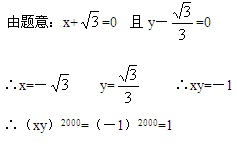 由题意：x+√3=0 且 y－√3/3=0
∴x=－√3 y=√3/3 ∴xy=－1
∴（xy）²⁰⁰⁰=（－1）²⁰⁰⁰=1